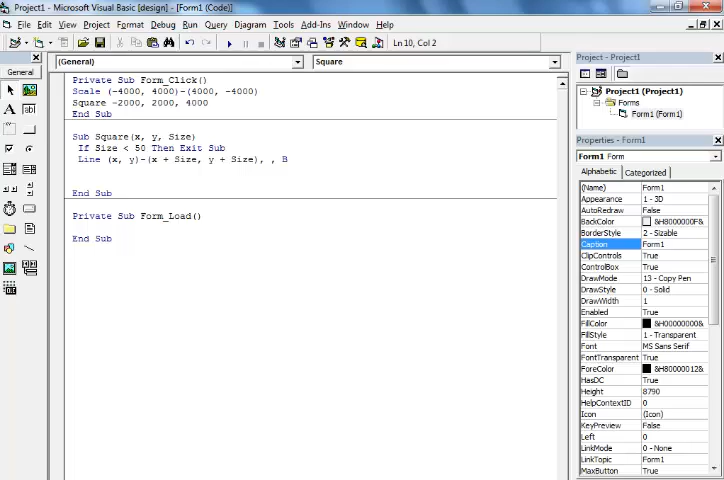 Project1 - Microsoft Visual Basic [design] - [Form1 (Code)]
File Edit View Project Format Debug Run Query Diagram Tools Add-Ins Window Help
Ln 10, Col 2
General
(General)
Square
Private Sub Form_Click()
Scale (-4000, 4000)-(4000, -4000)
Square -2000, 2000, 4000
End Sub
Sub Square(x, y, Size)
If Size < 50 Then Exit Sub
Line (x, y)-(x + Size, y + Size), , B
End Sub
Private Sub Form_Load()
End Sub
Project - Project1
Project1 (Project1)
Forms
Form1 (Form1)
Properties - Form1
Form1 Form
Alphabetic Categorized
(Name) Form1
Appearance 1 - 3D
AutoRedraw False
BackColor &H8000000F&
BorderStyle 2 - Sizable
Caption Form1
ClipControls True
ControlBox True
DrawMode 13 - Copy Pen
DrawStyle 0 - Solid
DrawWidth 1
Enabled True
FillColor &H00000000&
FillStyle 1 - Transparent
Font MS Sans Serif
FontTransparent True
ForeColor &H80000012&
HasDC True
Height 8790
HelpContextID 0
Icon (Icon)
KeyPreview False
Left 0
LinkMode 0 - None
LinkTopic Form1
MaxButton True